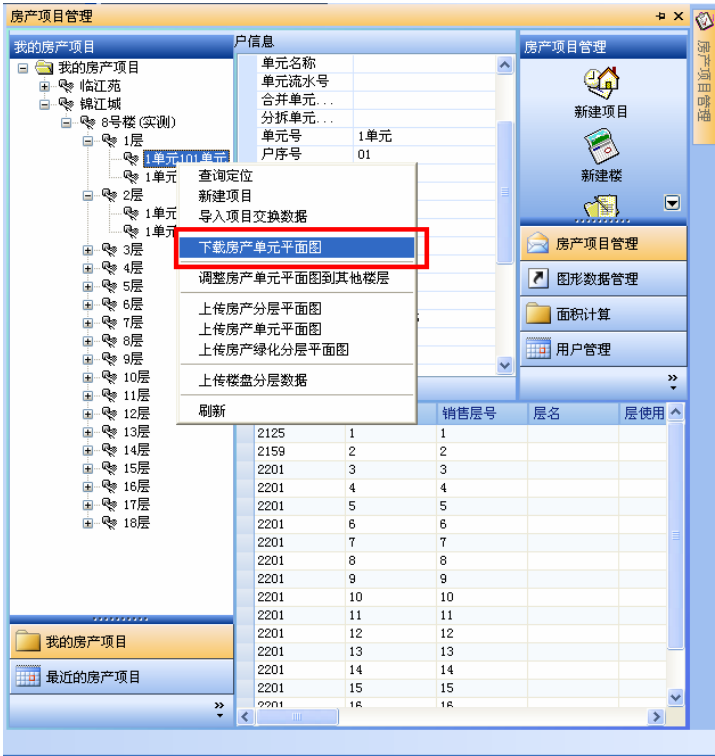 房产项目管理
我的房产项目
我的房产项目
临江苑
锦江城
8号楼(实测)
1层
1单元101单元
1单元
2层
1单元
1单元
3层
4层
5层
6层
7层
8层
9层
10层
11层
12层
13层
14层
15层
16层
17层
18层
我的房产项目
最近的房产项目
户信息
单元名称
单元流水号
合并单元...
分拆单元...
单元号 1单元
户序号 01
查询定位
新建项目
导入项目交换数据
下载房产单元平面图
调整房产单元平面图到其他楼层
上传房产分层平面图
上传房产单元平面图
上传房产绿化分层平面图
上传楼盘分层数据
刷新
房产项目管理
新建项目
新建楼
房产项目管理
图形数据管理
面积计算
用户管理
房产项目管理
销售层号 层名 层使用
2125 1 1
2159 2 2
2201 3 3
2201 4 4
2201 5 5
2201 6 6
2201 7 7
2201 8 8
2201 9 9
2201 10 10
2201 11 11
2201 12 12
2201 13 13
2201 14 14
2201 15 15
2201 16 16